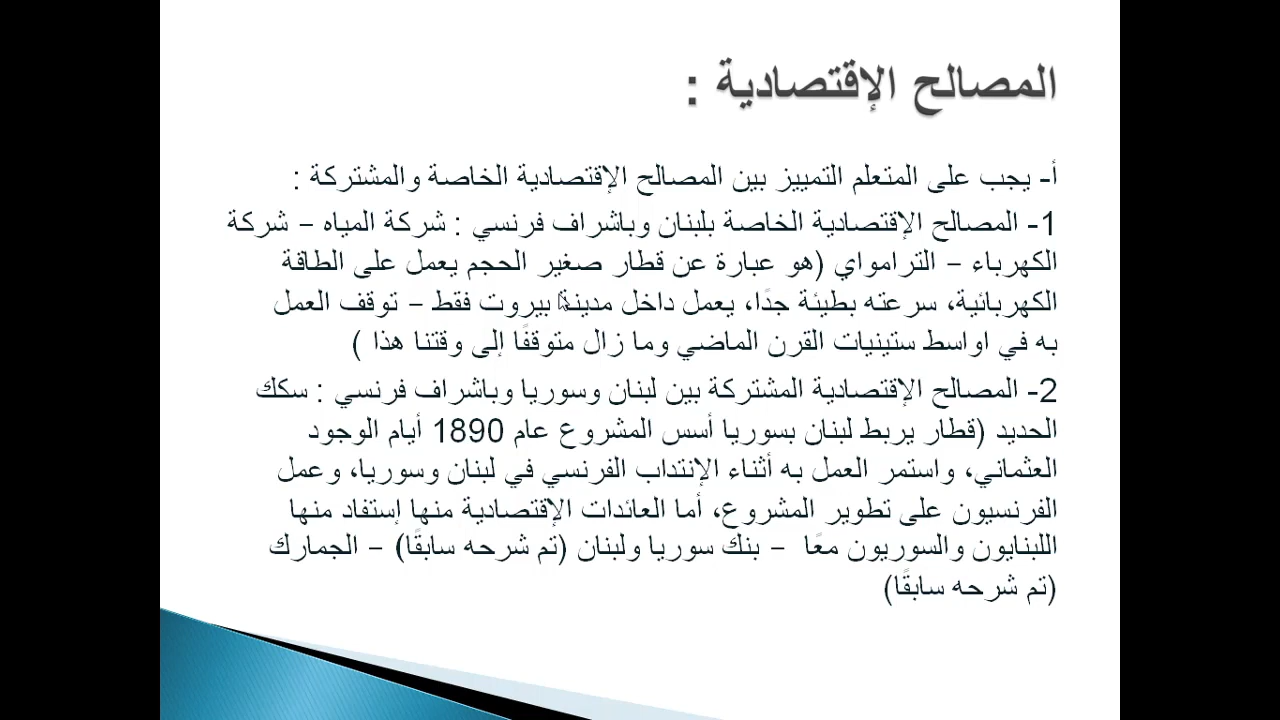 المصالح الإقتصادية :
أ- يجب على المتعلم التمييز بين المصالح الإقتصادية الخاصة والمشتركة :
1- المصالح الإقتصادية الخاصة بلبنان وباشراف فرنسي : شركة المياه – شركة
الكهرباء – الترامواي (هو عبارة عن قطار صغير الحجم يعمل على الطاقة
الكهربائية، سرعته بطيئة جدًا، يعمل داخل مدينة بيروت فقط – توقف العمل
به في اواسط ستينيات القرن الماضي وما زال متوقفًا إلى وقتنا هذا )
2- المصالح الإقتصادية المشتركة بين لبنان وسوريا وباشراف فرنسي : سكك
الحديد (قطار يربط لبنان بسوريا أسس المشروع عام 1890 أيام الوجود
العثماني، واستمر العمل به أثناء الإنتداب الفرنسي في لبنان وسوريا، وعمل
الفرنسيون على تطوير المشروع، أما العائدات الإقتصادية منها إستفاد منها
اللبنايون والسوريون معًا – بنك سوريا ولبنان (تم شرحه سابقًا) – الجمارك
(تم شرحه سابقًا)